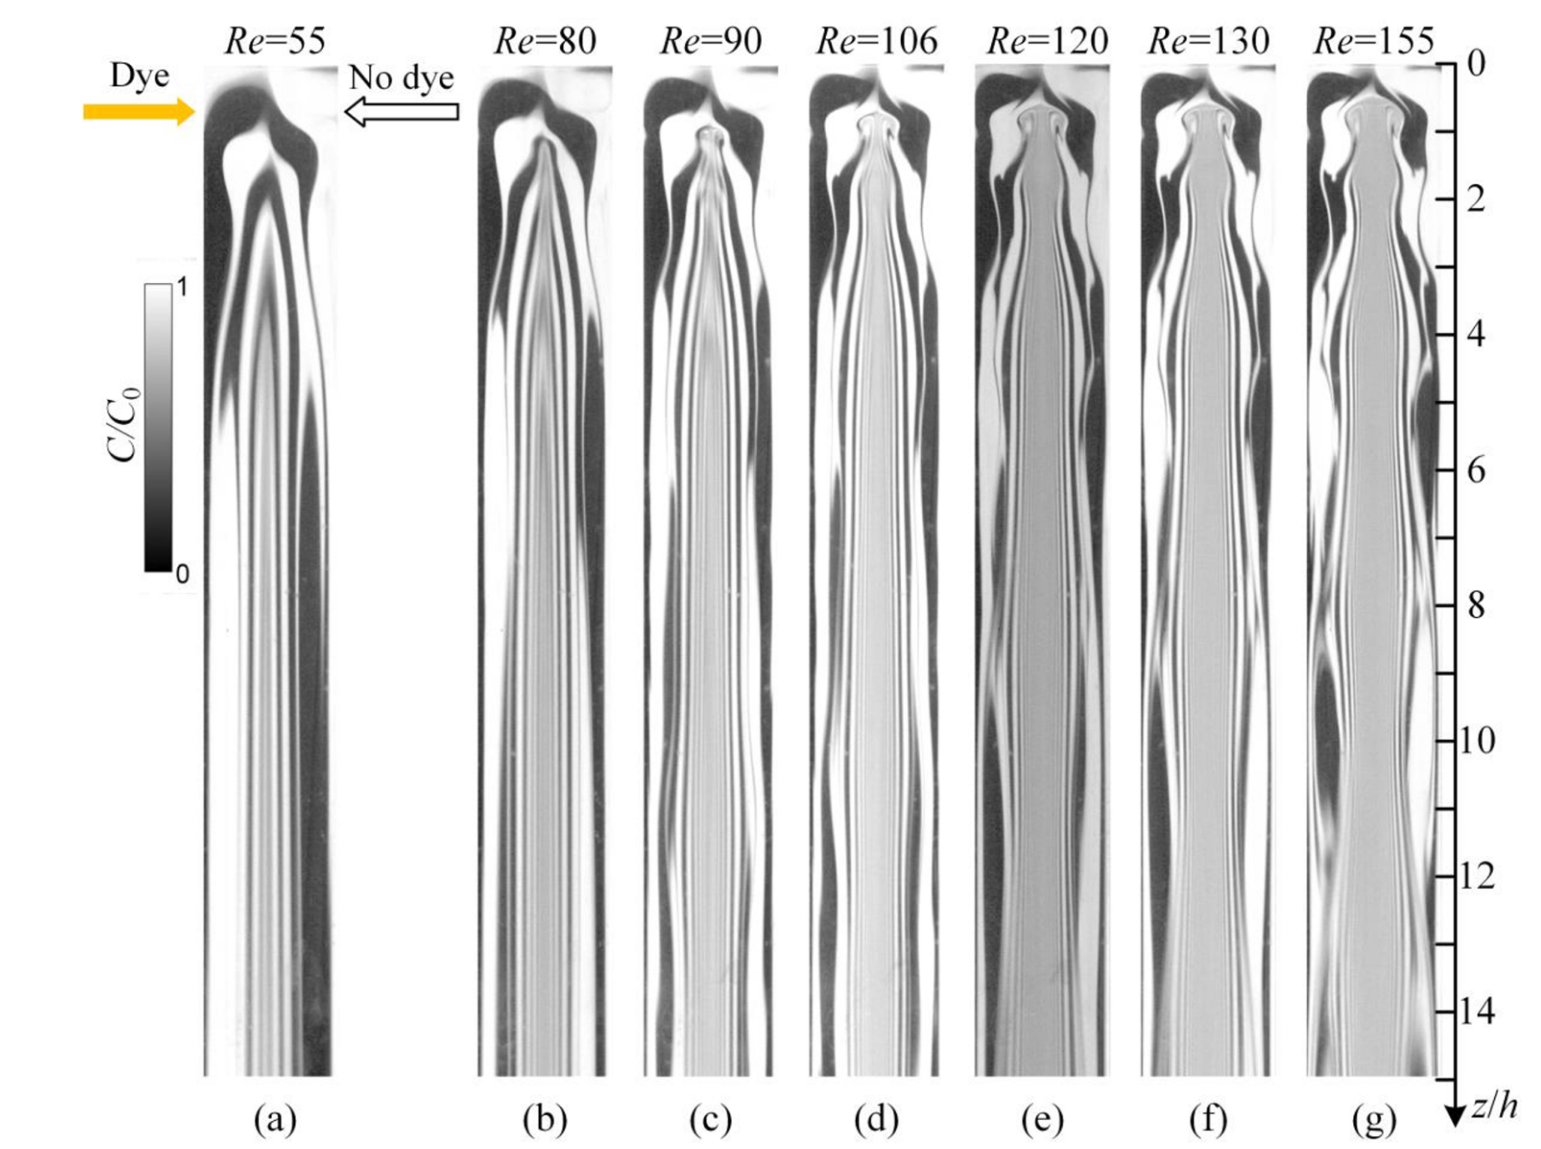 Re=55 Re=80 Re=90 Re=106 Re=120 Re=130 Re=155
Dye
No dye
0
2
4
6
8
10
12
14
z/h
1
C/C0
0
(a) (b) (c) (d) (e) (f) (g)